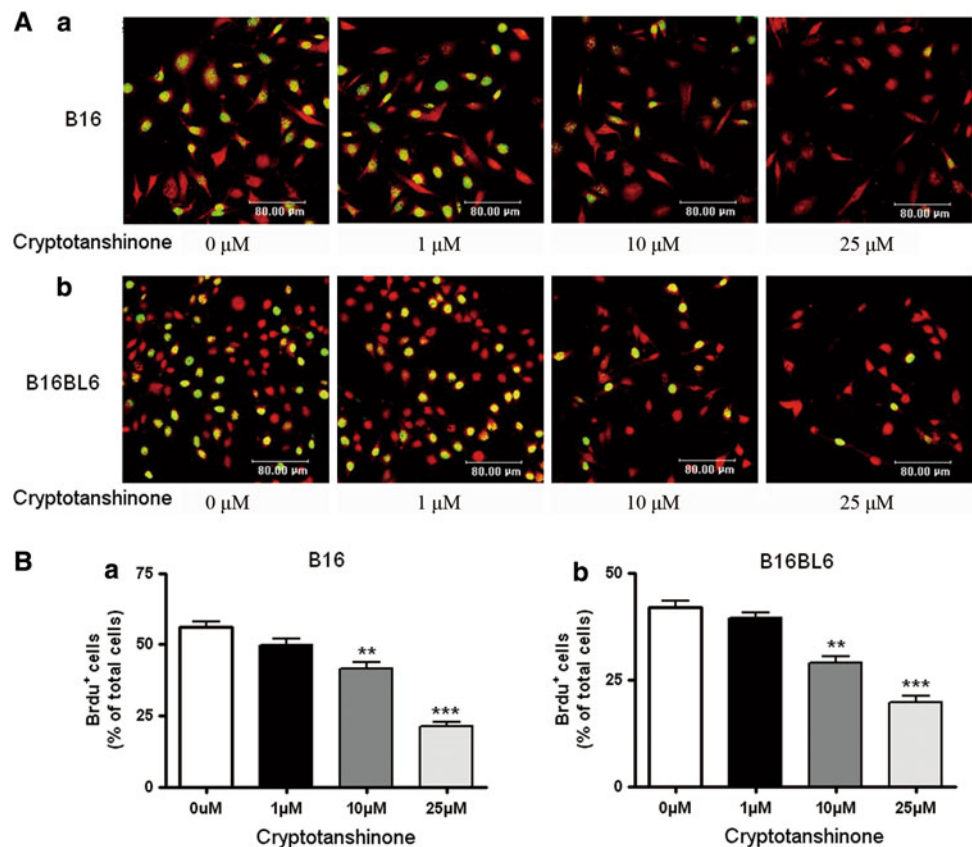 A a
B16
80.00 µm 80.00 µm 80.00 µm 80.00 µm
Cryptotanshinone 0 µM 1 µM 10 µM 25 µM
b
B16BL6
80.00 µm 80.00 µm 80.00 µm 80.00 µm
Cryptotanshinone 0 µM 1 µM 10 µM 25 µM
B a B16
Brdu⁺ cells
(% of total cells)
75
50
25
0
**
***
0uM 1µM 10µM 25µM
Cryptotanshinone
b B16BL6
Brdu⁺ cells
(% of total cells)
50
25
0
**
***
0µM 1µM 10µM 25µM
Cryptotanshinone